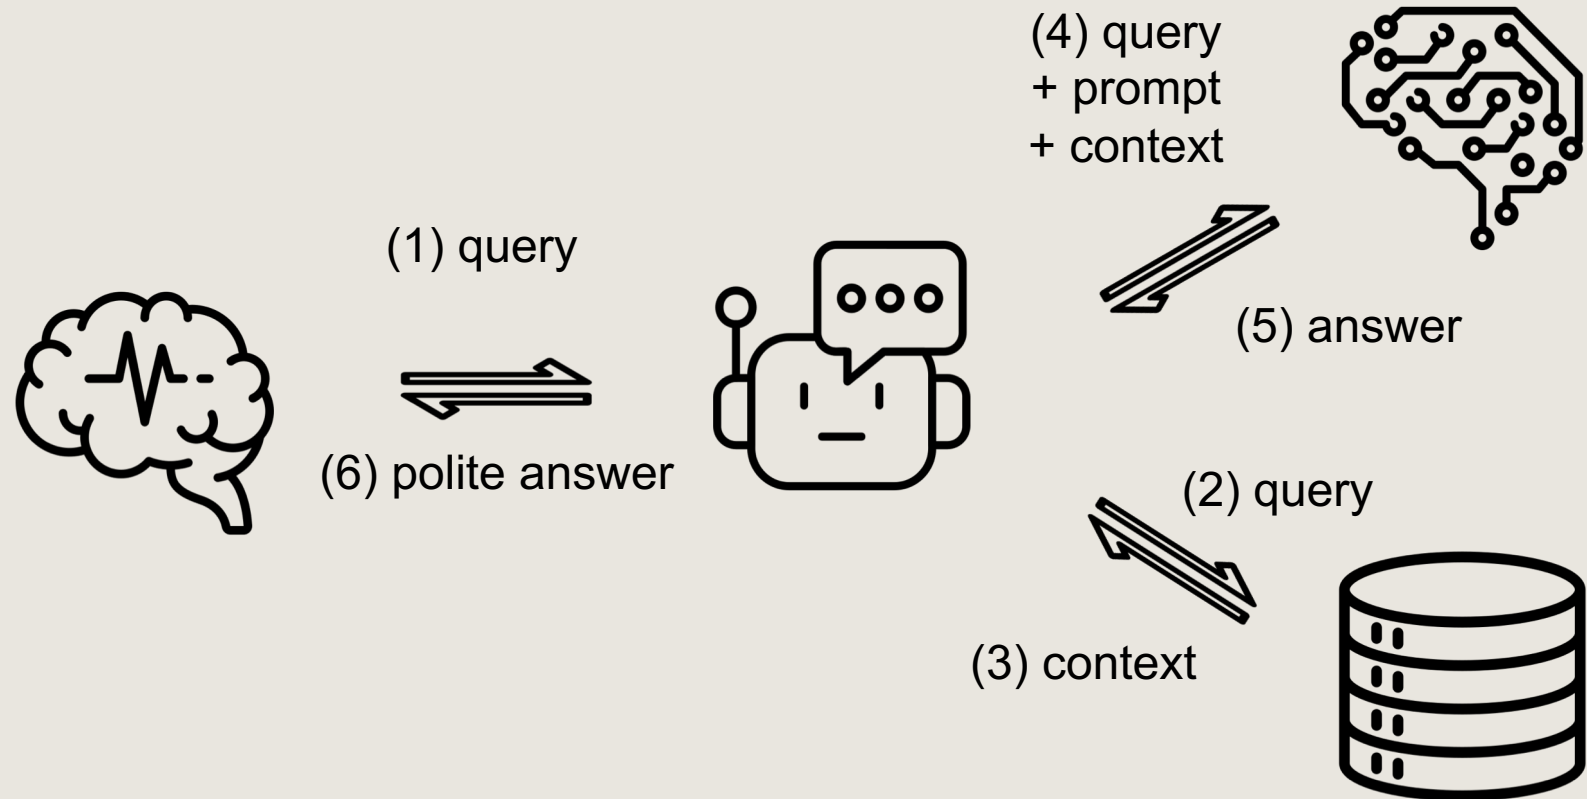 (4) query
+ prompt
+ context
(1) query
(5) answer
(6) polite answer
(2) query
(3) context